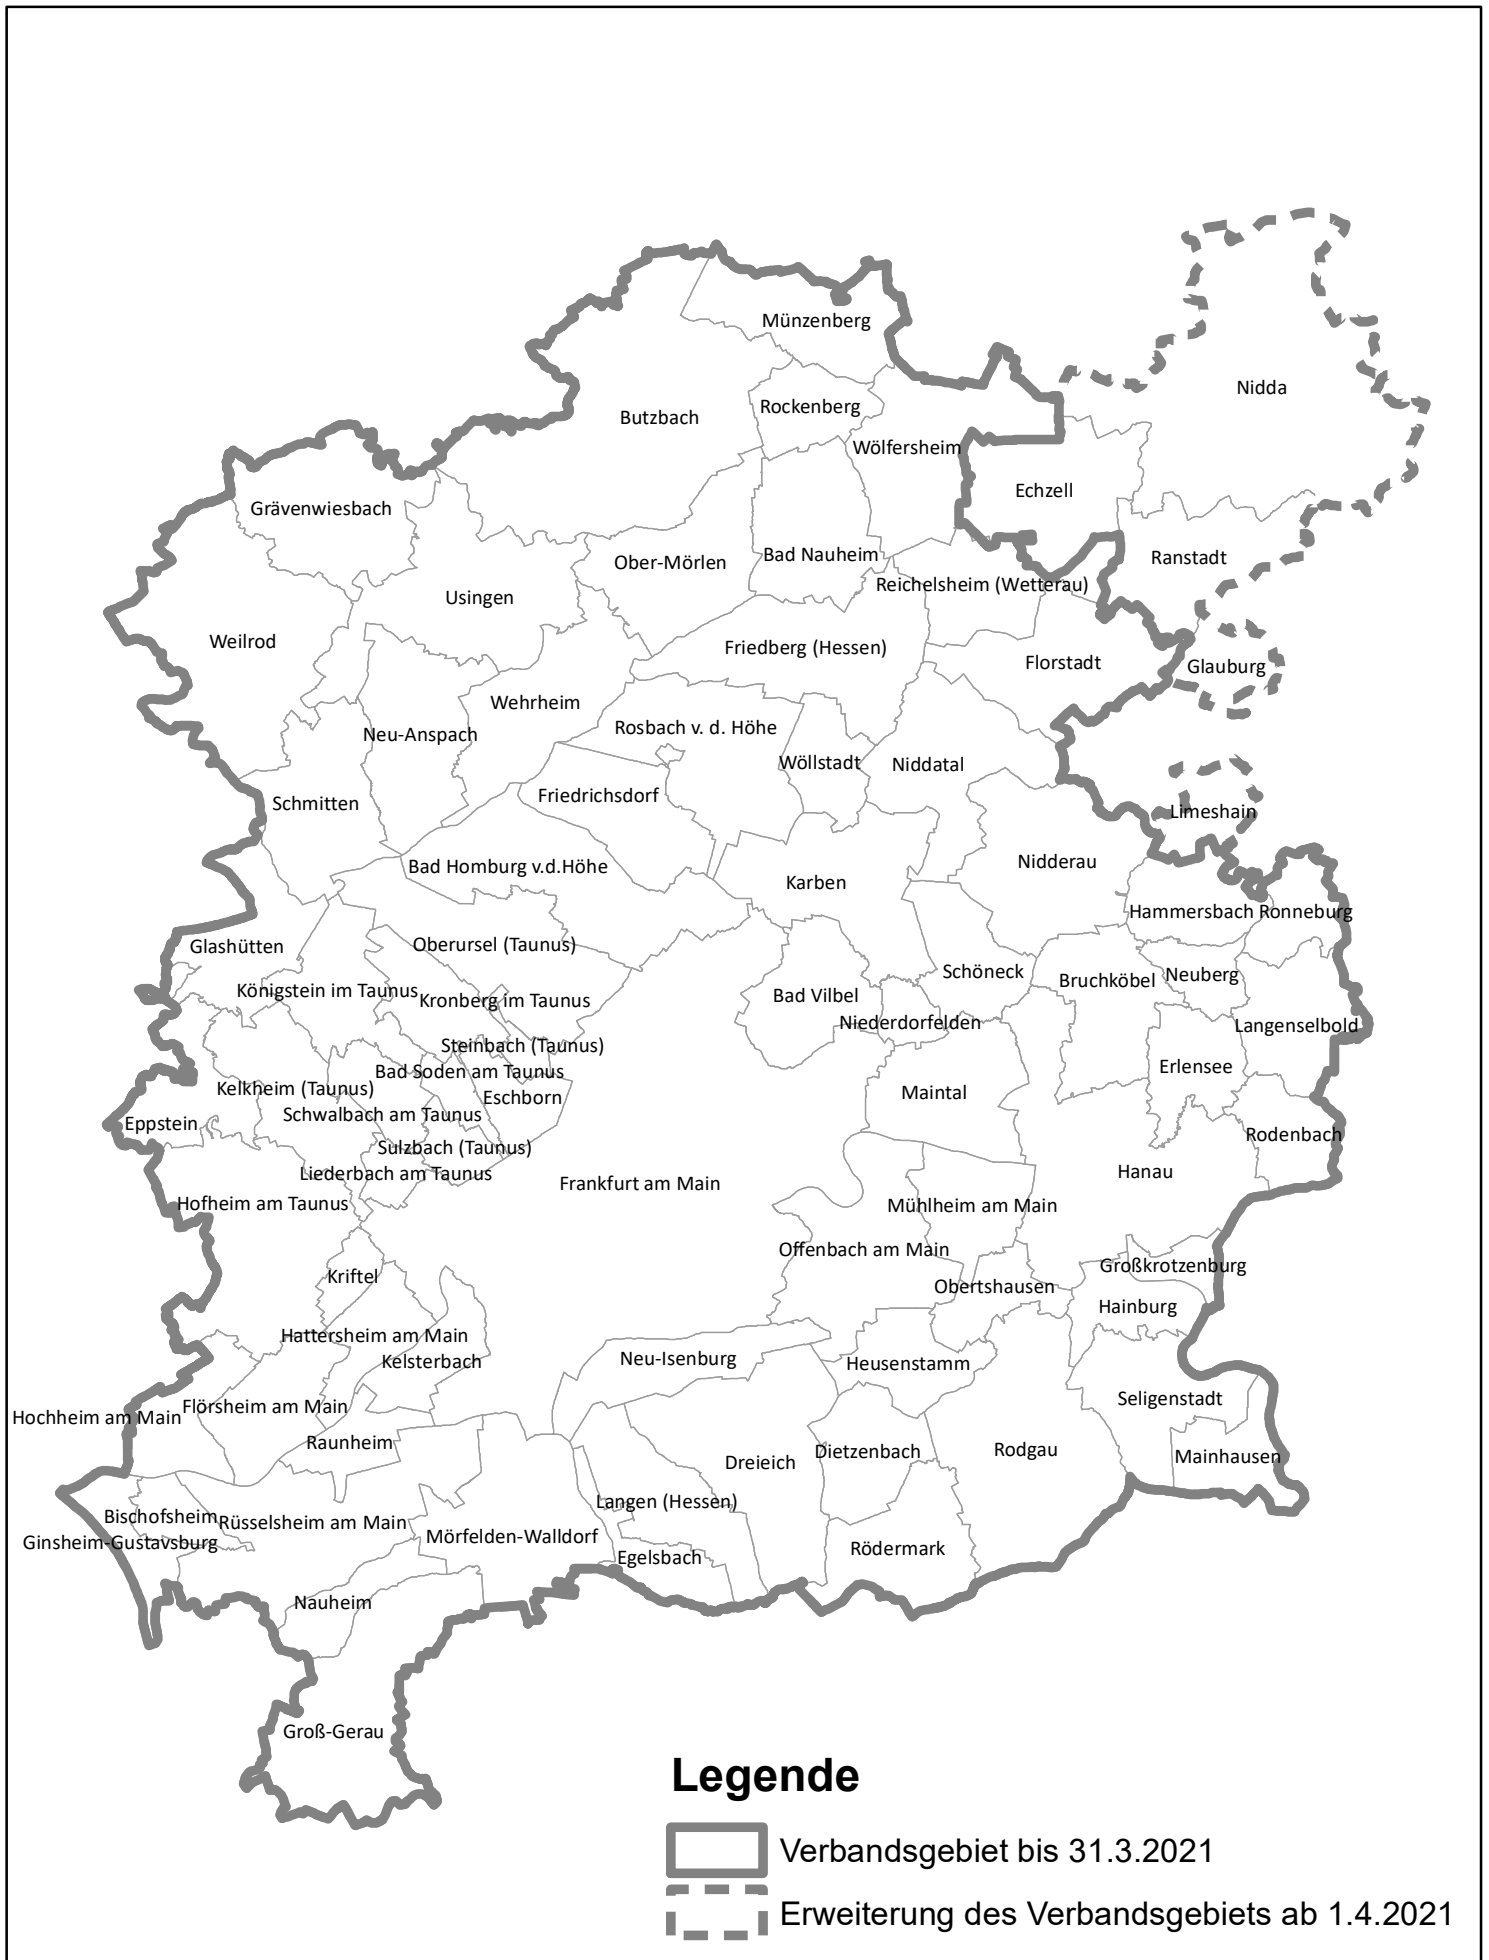 Münzenberg
Nidda
Rockenberg
Butzbach
Wölfersheim
Echzell
Grävenwiesbach
Bad Nauheim
Ranstadt
Ober-Mörlen
Reichelsheim (Wetterau)
Usingen
Weilrod
Friedberg (Hessen)
Florstadt
Glauburg
Wehrheim
Rosbach v. d. Höhe
Neu-Anspach
Wöllstadt
Niddatal
Friedrichsdorf
Schmitten
Limeshain
Nidderau
Bad Homburg v.d.Höhe
Karben
Hammersbach
Ronneburg
Glashütten
Oberursel (Taunus)
Schöneck
Neuberg
Bruchköbel
Königstein im Taunus
Kronberg im Taunus
Bad Vilbel
Niederdorfelden
Langenselbold
Steinbach (Taunus)
Erlensee
Bad Soden am Taunus
Kelkheim (Taunus)
Eschborn
Maintal
Schwalbach am Taunus
Eppstein
Rodenbach
Sulzbach (Taunus)
Liederbach am Taunus
Hanau
Frankfurt am Main
Hofheim am Taunus
Mühlheim am Main
Offenbach am Main
Großkrotzenburg
Kriftel
Obertshausen
Hainburg
Hattersheim am Main
Kelsterbach
Neu-Isenburg
Heusenstamm
Seligenstadt
Flörsheim am Main
Hochheim am Main
Raunheim
Dietzenbach
Rodgau
Mainhausen
Dreieich
Langen (Hessen)
Bischofsheim
Rüsselsheim am Main
Mörfelden-Walldorf
Ginsheim-Gustavsburg
Rödermark
Egelsbach
Nauheim
Groß-Gerau
Legende
Verbandsgebiet bis 31.3.2021
Erweiterung des Verbandsgebiets ab 1.4.2021